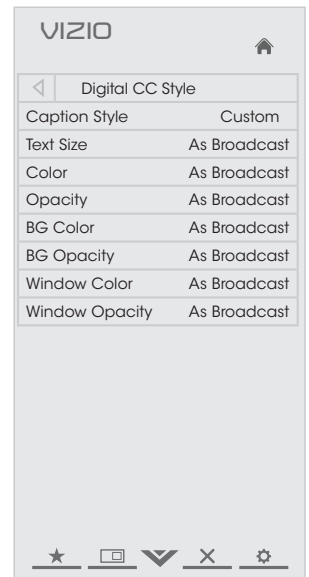 VIZIO
Digital CC Style
Caption Style Custom
Text Size As Broadcast
Color As Broadcast
Opacity As Broadcast
BG Color As Broadcast
BG Opacity As Broadcast
Window Color As Broadcast
Window Opacity As Broadcast